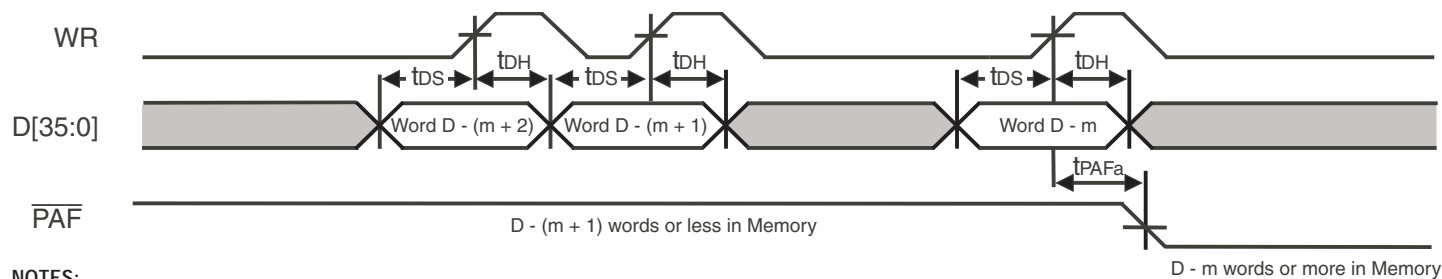 WR
tDS tDH tDS tDH tDS tDH
D[35:0] Word D - (m + 2) Word D - (m + 1) Word D - m
tPAFa
PAF D - (m + 1) words or less in Memory
D - m words or more in Memory
NOTES: